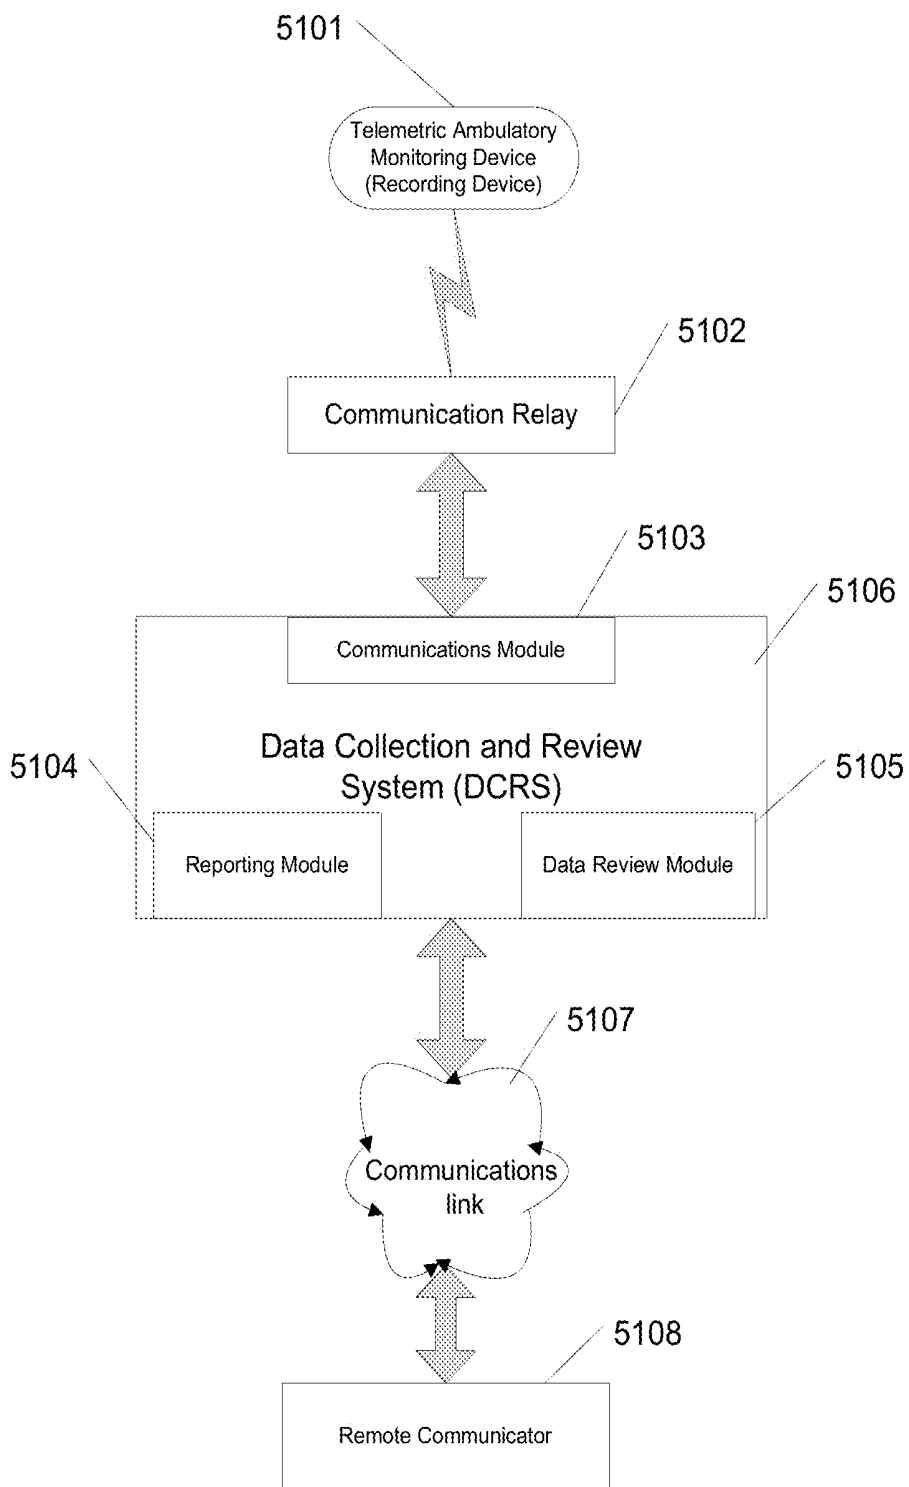 5101
Telemetric Ambulatory
Monitoring Device
(Recording Device)
5102
Communication Relay
5103
5106
Communications Module
Data Collection and Review
System (DCRS)
5104
5105
Reporting Module
Data Review Module
5107
Communications
link
5108
Remote Communicator